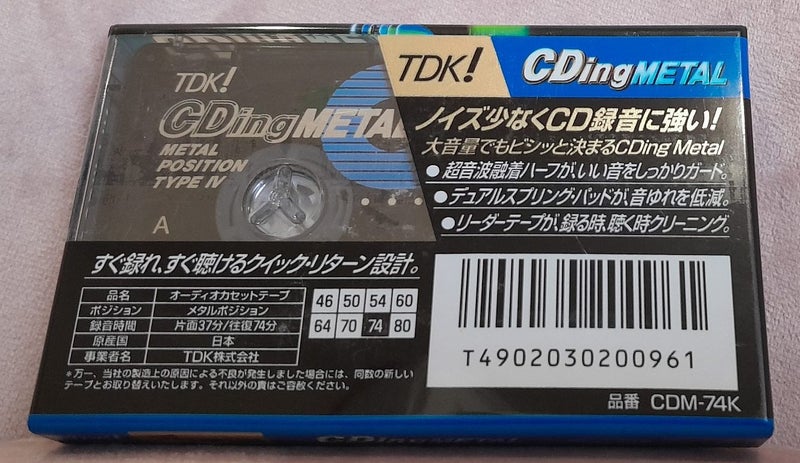 TDK!
CDingMETAL
TDK!
CDing METAL
METAL
POSITION
TYPE IV
A
ノイズ少なくCD録音に強い!
大音量でもビシッと決まるCDing Metal
●超音波融着ハーフが、いい音をしっかりガード。
●デュアルスプリング・パッドが、音ゆれを低減。
●リーダーテープが、録る時、聴く時クリーニング。
すぐ録れ、すぐ聴けるクイック・リターン設計。
品名 オーディオカセットテープ
ポジション メタルポジション
録音時間 片面37分/往復74分
原産国 日本
事業者名 TDK株式会社
46 50 54 60
64 70 74 80
*万一、当社の製造上の原因による不良が発生しました場合には、同数の新しい
テープとお取り替えいたします。それ以外の責はご容赦ください。
T4902030200961
品番 CDM-74K
CDing METAL